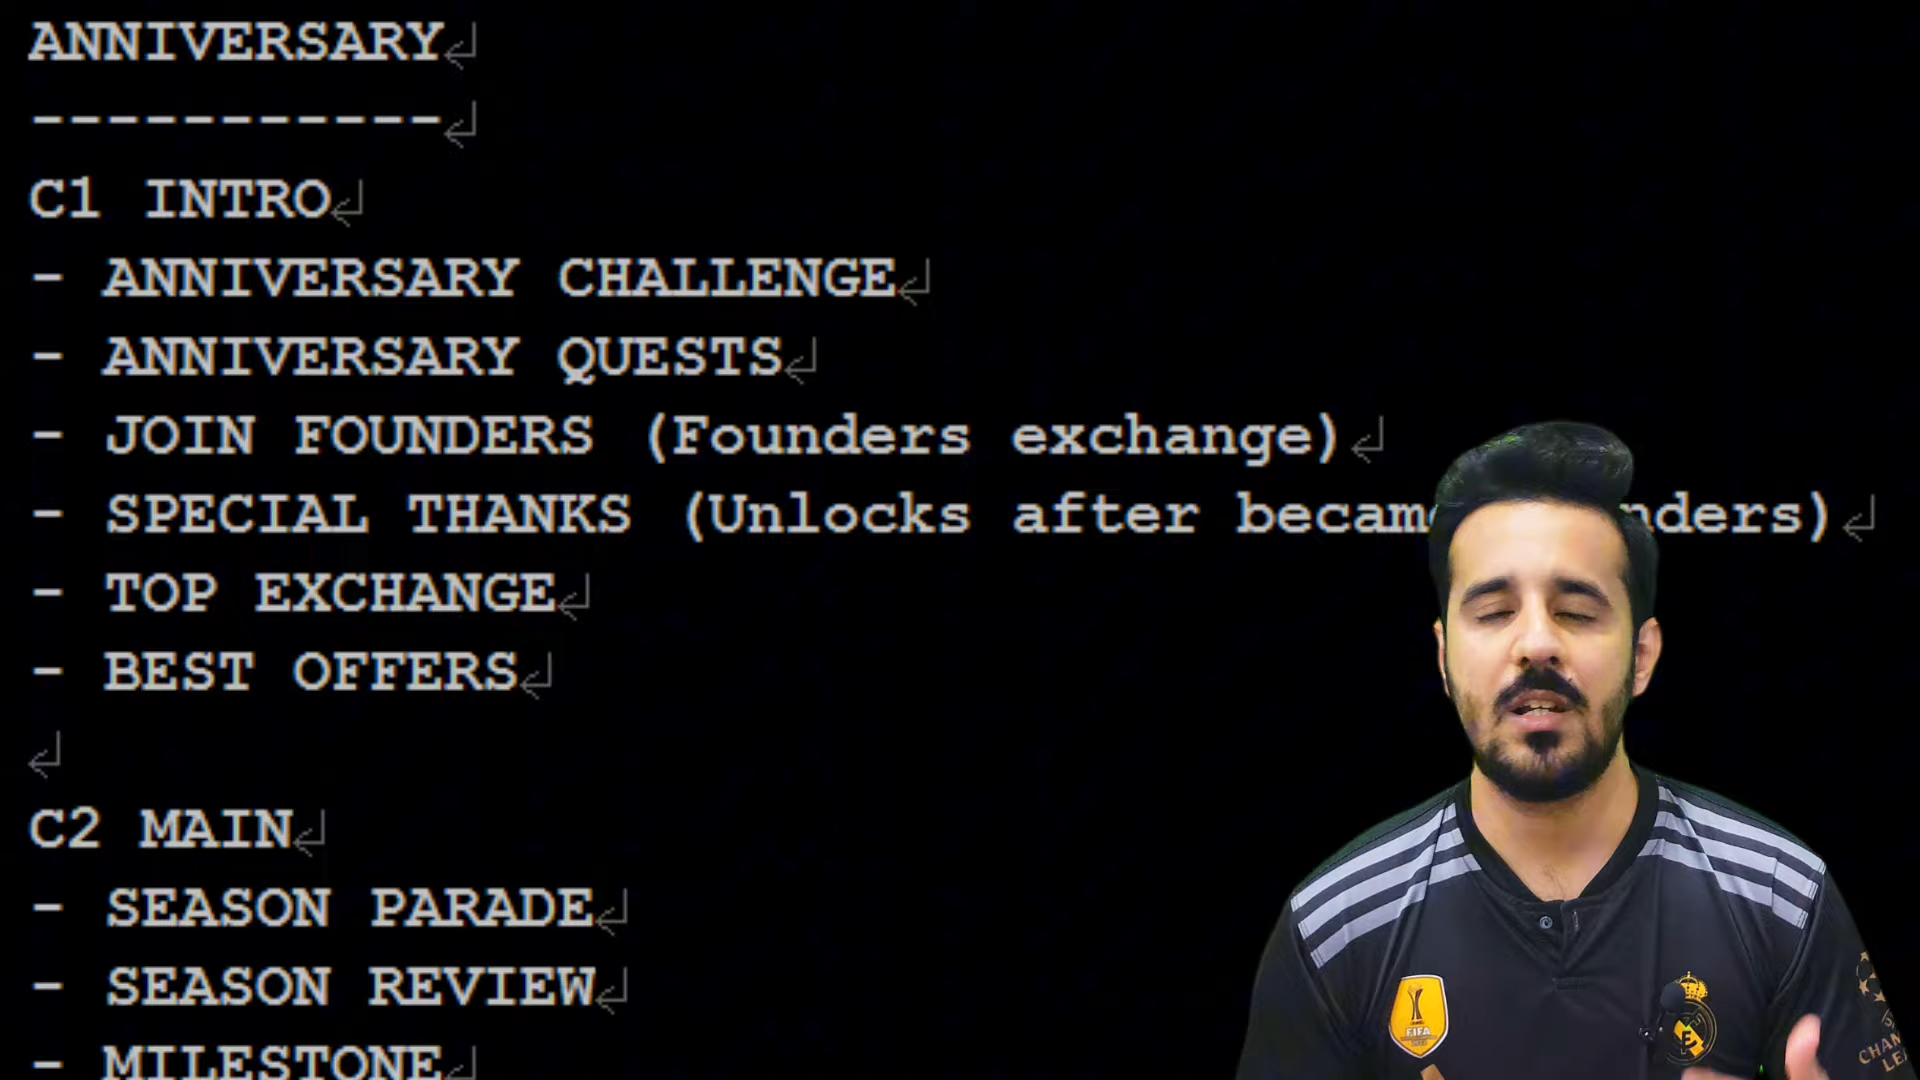 ANNIVERSARY
-----------
C1 INTRO
- ANNIVERSARY CHALLENGE
- ANNIVERSARY QUESTS
- JOIN FOUNDERS (Founders exchange)
- SPECIAL THANKS (Unlocks after
- TOP EXCHANGE
- BEST OFFERS
C2 MAIN
- SEASON PARADE
- SEASON REVIEW
- MILESTONE
FIFA